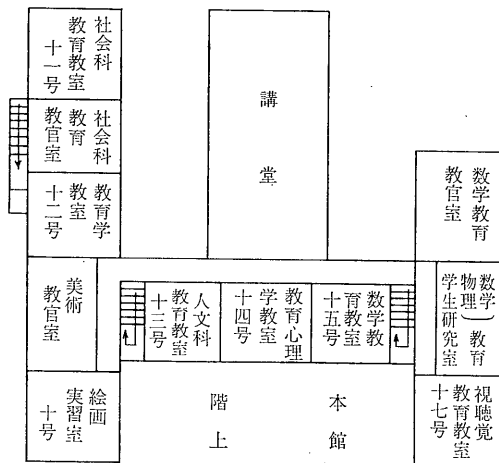 社会科
教育教室
十一号
社会科
教育
教官室
教育学
教室
十二号
美術
教官室
絵画
実習室
十号
講堂
人文科
教育教室
十三号
教育心理
学教室
十四号
数学教
育教室
十五号
本館
階上
数学教育
教官室
数学
物理
教育
学生研究室
視聴覚
教育教室
十七号